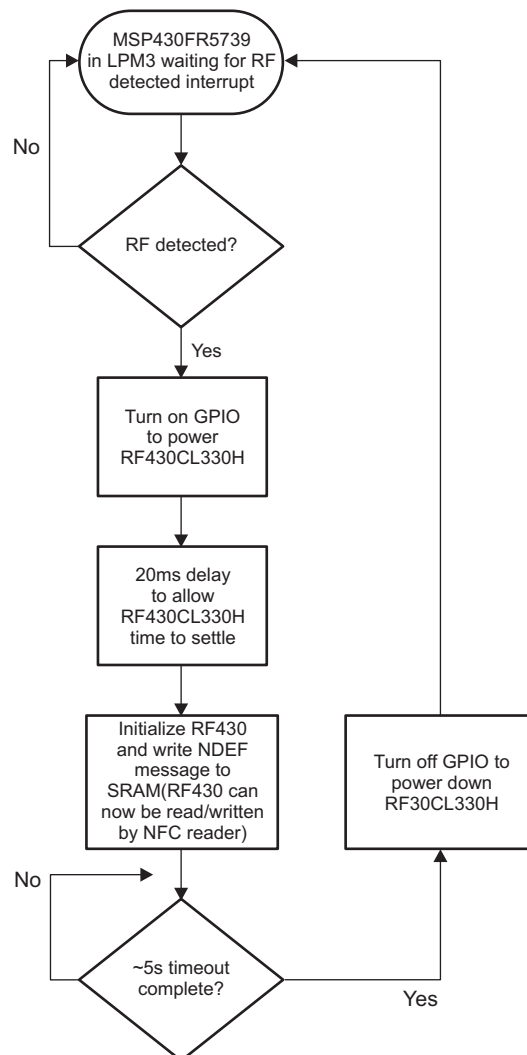 MSP430FR5739
in LPM3 waiting for RF
detected interrupt
No
RF detected?
Yes
Turn on GPIO
to power
RF430CL330H
20ms delay
to allow
RF430CL330H
time to settle
Initialize RF430
and write NDEF
message to
SRAM(RF430 can
now be read/written
by NFC reader)
Turn off GPIO to
power down
RF30CL330H
No
~5s timeout
complete?
Yes